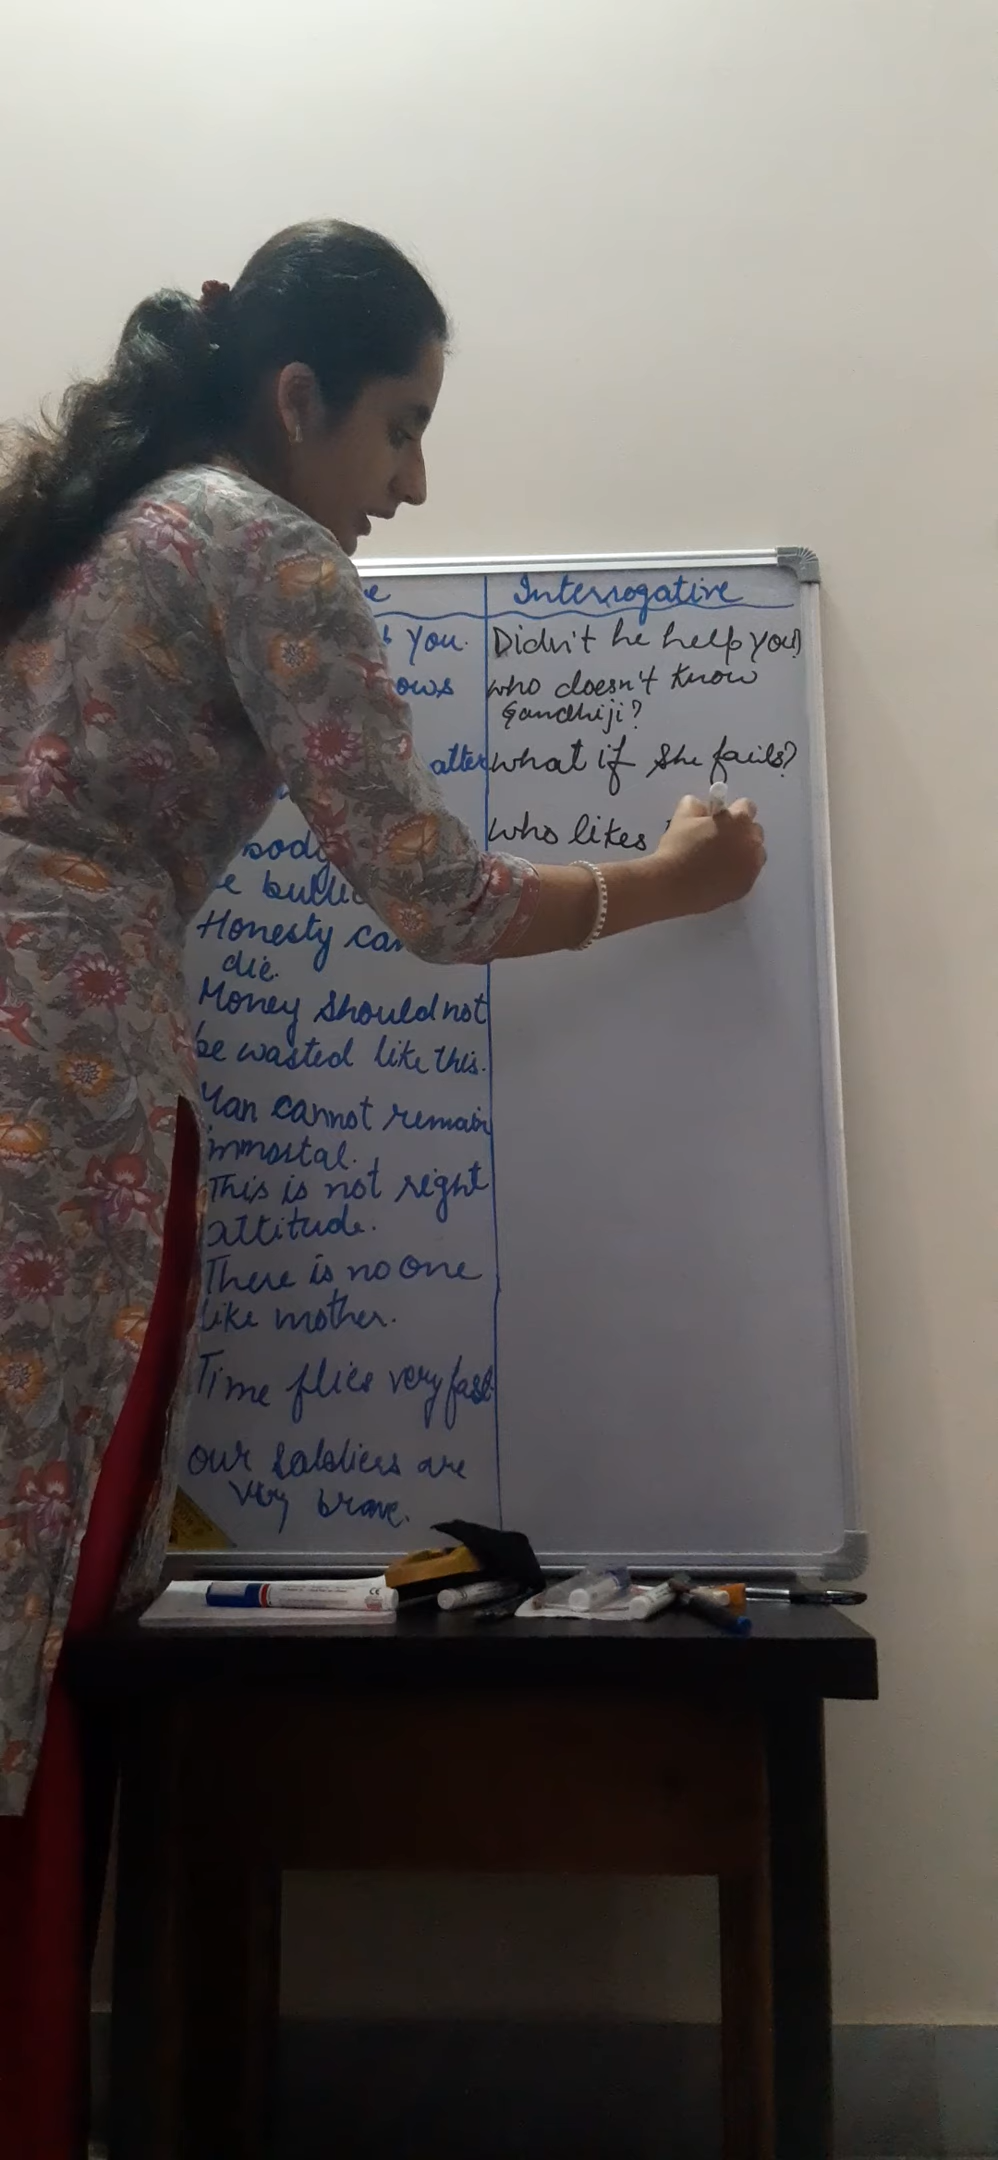 Interrogative
you. Didn't he help you?
who doesn't know
Gandhiji?
what if she fails?
who likes
Honesty
die.
Money should not
be wasted like this.
Man cannot remain
immortal.
This is not right
attitude.
There is no one
like mother.
Time flies very fast.
our soldiers are
very brave.